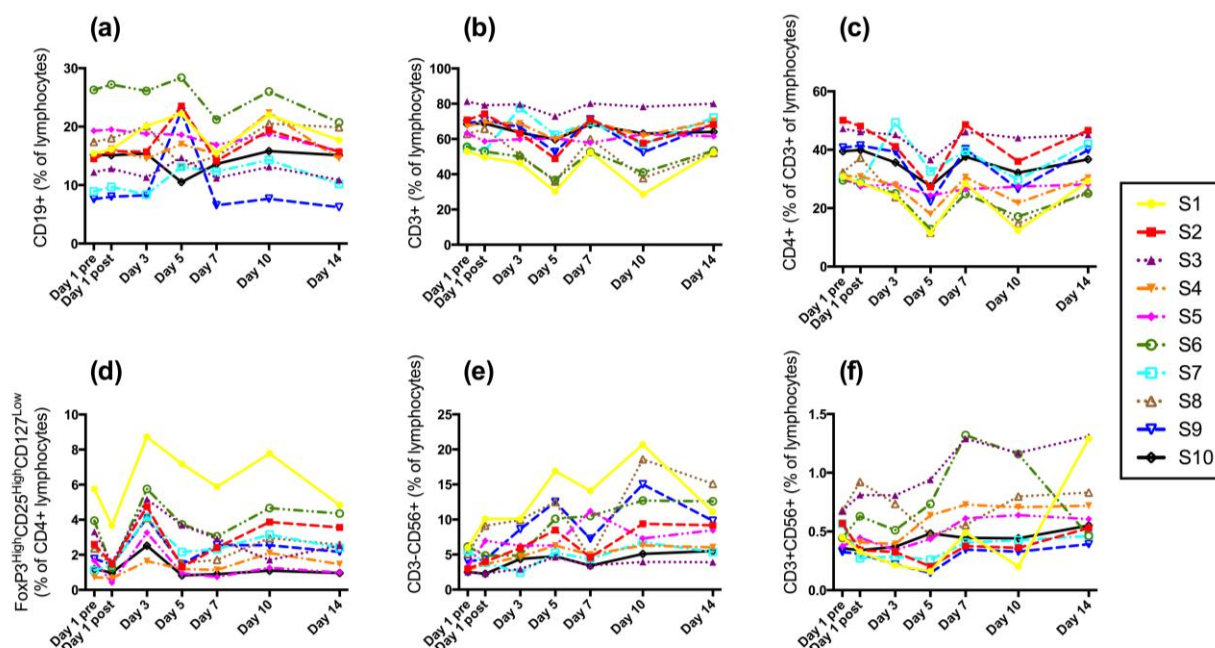 (a)
CD19+ (% of lymphocytes)
30
20
10
0
Day 1 pre
Day 1 post
Day 3
Day 5
Day 7
Day 10
Day 14
(b)
CD3+ (% of lymphocytes)
100
80
60
40
20
0
Day 1 pre
Day 1 post
Day 3
Day 5
Day 7
Day 10
Day 14
(c)
CD4+ (% of CD3+ of lymphocytes)
60
40
20
0
Day 1 pre
Day 1 post
Day 3
Day 5
Day 7
Day 10
Day 14
(d)
FoxP3HighCD25HighCD127Low
(% of CD4+ lymphocytes)
10
8
6
4
2
0
Day 1 pre
Day 1 post
Day 3
Day 5
Day 7
Day 10
Day 14
(e)
CD3-CD56+ (% of lymphocytes)
25
20
15
10
5
0
Day 1 pre
Day 1 post
Day 3
Day 5
Day 7
Day 10
Day 14
(f)
CD3+CD56+ (% of lymphocytes)
1.5
1.0
0.5
0.0
Day 1 pre
Day 1 post
Day 3
Day 5
Day 7
Day 10
Day 14
S1
S2
S3
S4
S5
S6
S7
S8
S9
S10